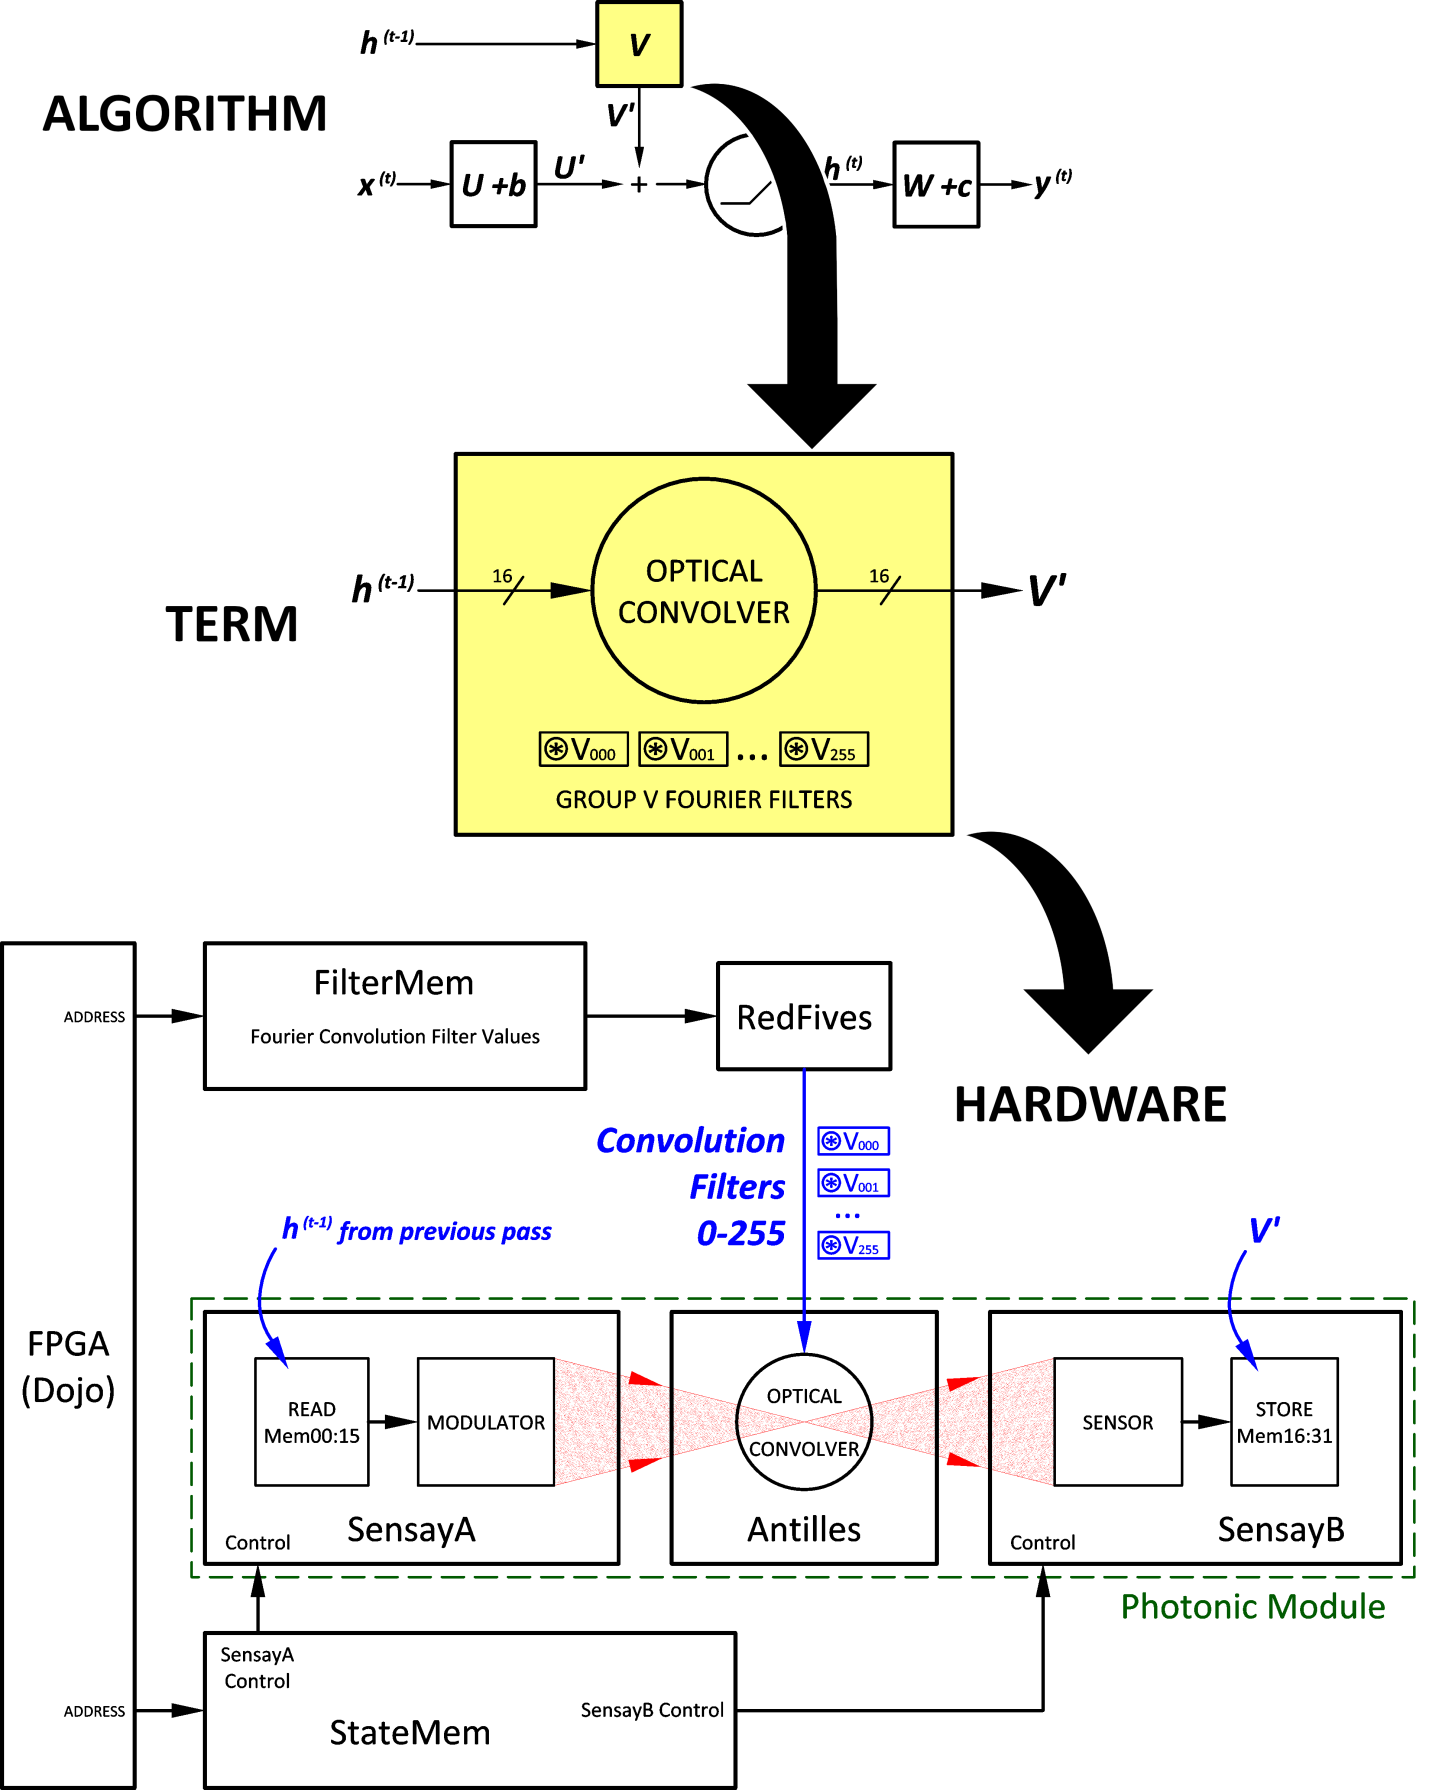 h(t-1)
V
ALGORITHM
V'
x(t)
U +b
U'
+
h(t)
W +c
y(t)
OPTICAL
CONVOLVER
h(t-1)
16
16
V'
TERM
⊛V000 ⊛V001 ... ⊛V255
GROUP V FOURIER FILTERS
FilterMem
Fourier Convolution Filter Values
ADDRESS
RedFives
HARDWARE
Convolution
Filters
0-255
⊛V000
⊛V001
...
⊛V255
h(t-1) from previous pass
V'
FPGA
(Dojo)
READ
Mem00:15
MODULATOR
OPTICAL
CONVOLVER
SENSOR
STORE
Mem16:31
SensayA
Antilles
SensayB
Control
Control
Photonic Module
SensayA
Control
SensayB Control
ADDRESS
StateMem